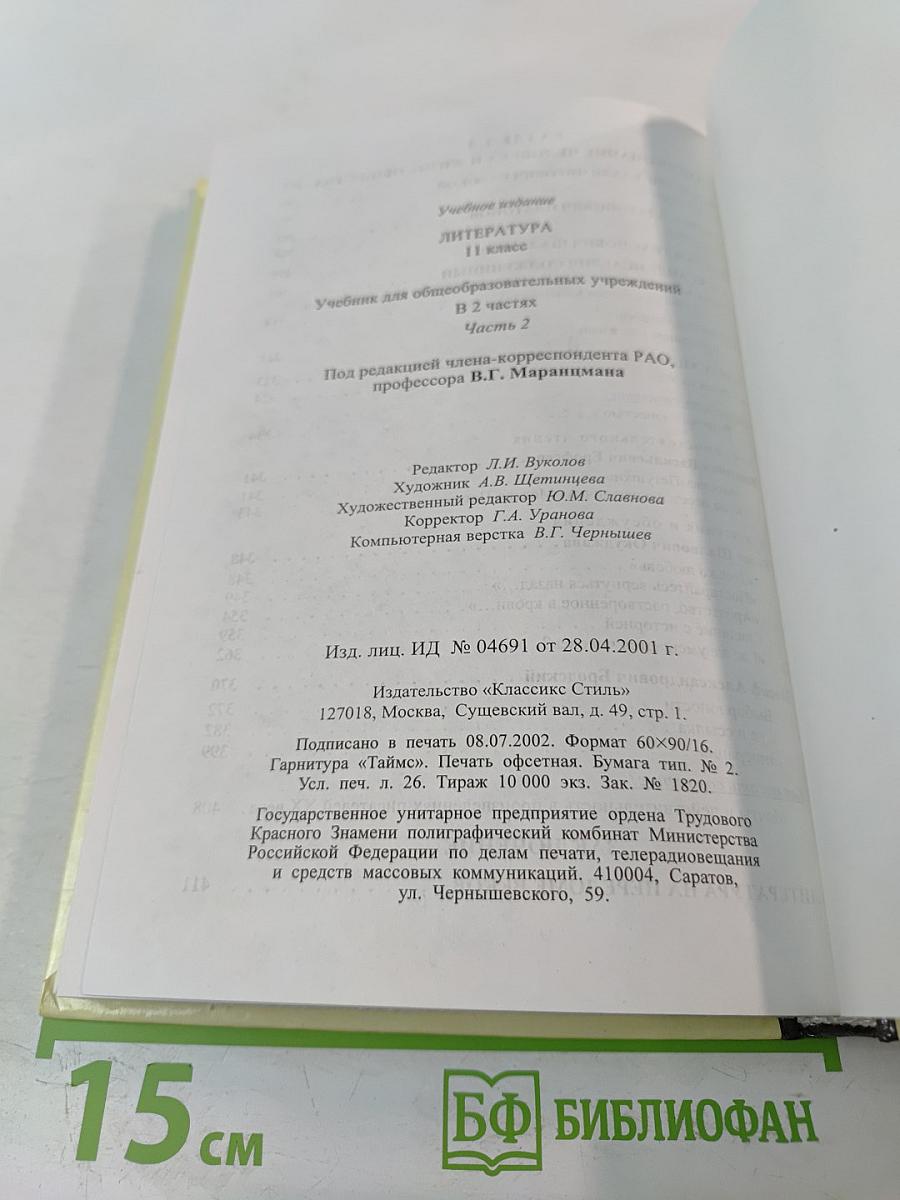 Учебное издание
ЛИТЕРАТУРА
11 класс
Учебник для общеобразовательных учреждений
В 2 частях
Часть 2
Под редакцией члена-корреспондента РАО,
профессора В.Г. Маранцмана
Редактор Л.И. Вуколов
Художник А.В. Щетинцева
Художественный редактор Ю.М. Славнова
Корректор Г.А. Уранова
Компьютерная верстка В.Г. Чернышев
Изд. лиц. ИД № 04691 от 28.04.2001 г.
Издательство «Классикс Стиль»
127018, Москва, Сущевский вал, д. 49, стр. 1.
Подписано в печать 08.07.2002. Формат 60×90/16.
Гарнитура «Таймс». Печать офсетная. Бумага тип. № 2.
Усл. печ. л. 26. Тираж 10 000 экз. Зак. № 1820.
Государственное унитарное предприятие ордена Трудового
Красного Знамени полиграфический комбинат Министерства
Российской Федерации по делам печати, телерадиовещания
и средств массовых коммуникаций. 410004, Саратов,
ул. Чернышевского, 59.
15 см
БФ БИБЛИОФАН